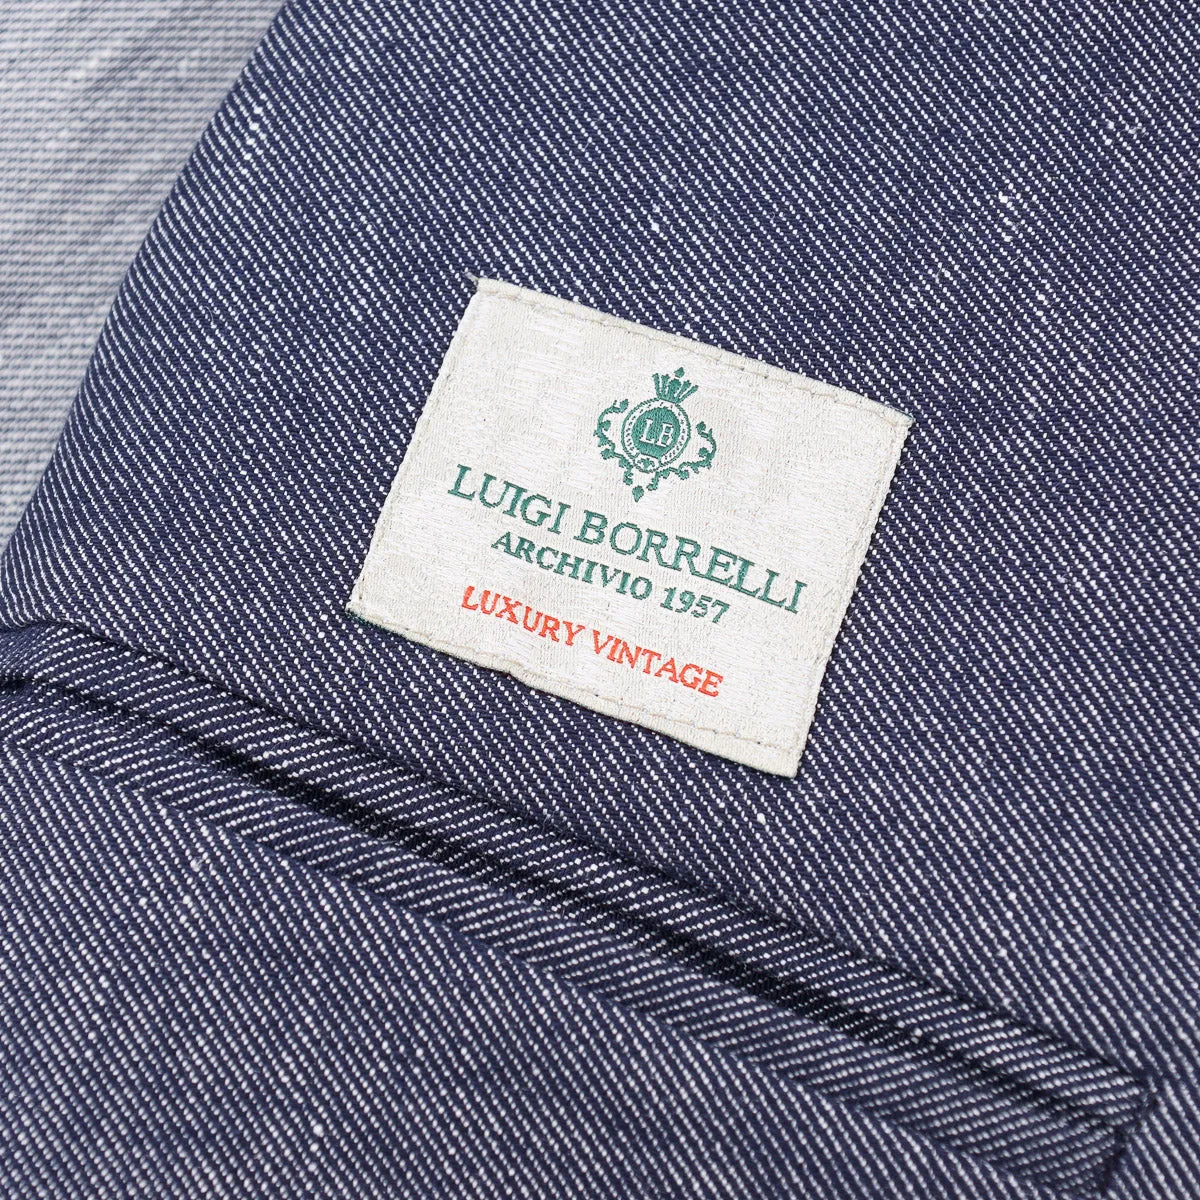 LB
LUIGI BORRELLI
ARCHIVIO 1957
LUXURY VINTAGE